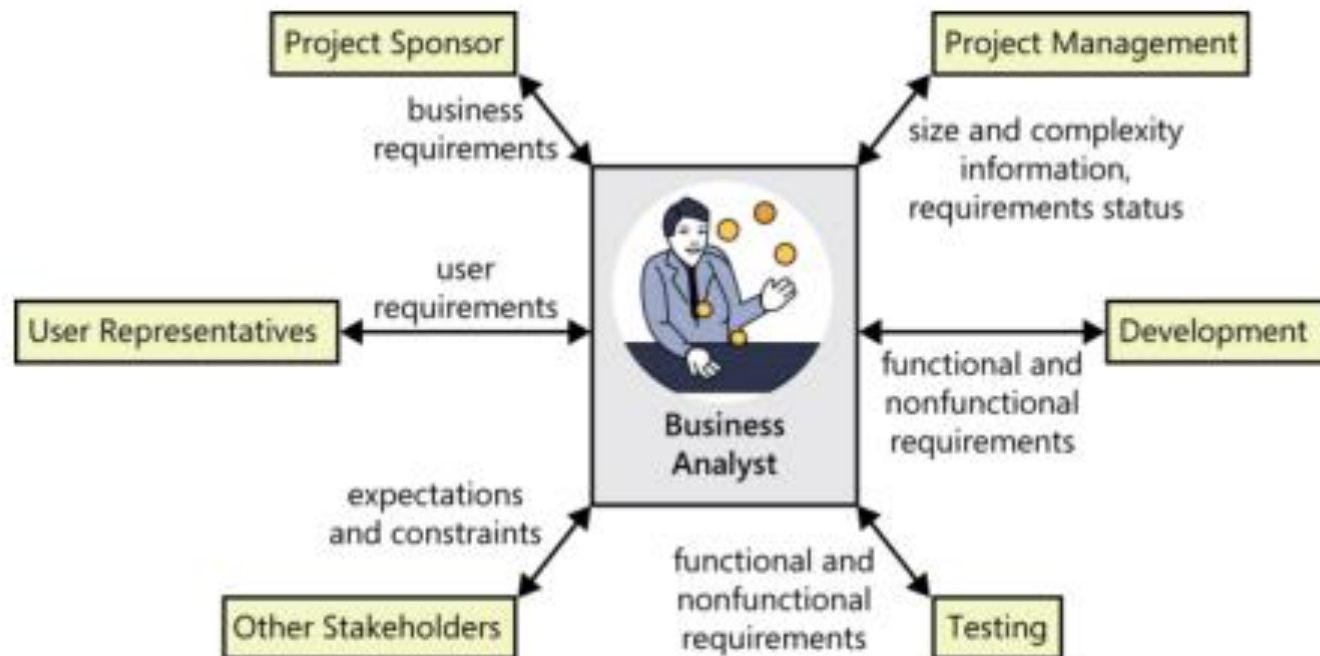 Project Sponsor
Project Management
business
requirements
size and complexity
information,
requirements status
user
requirements
User Representatives
Development
functional and
nonfunctional
requirements
Business
Analyst
expectations
and constraints
functional and
nonfunctional
requirements
Other Stakeholders
Testing